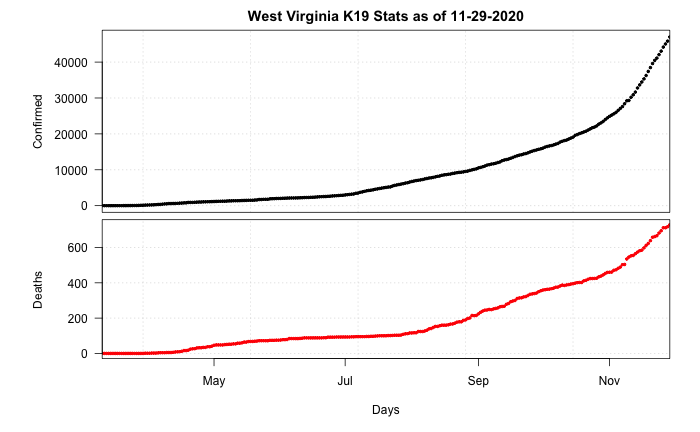 West Virginia K19 Stats as of 11-29-2020
Confirmed
40000
30000
20000
10000
0
Deaths
600
400
200
0
May Jul Sep Nov
Days